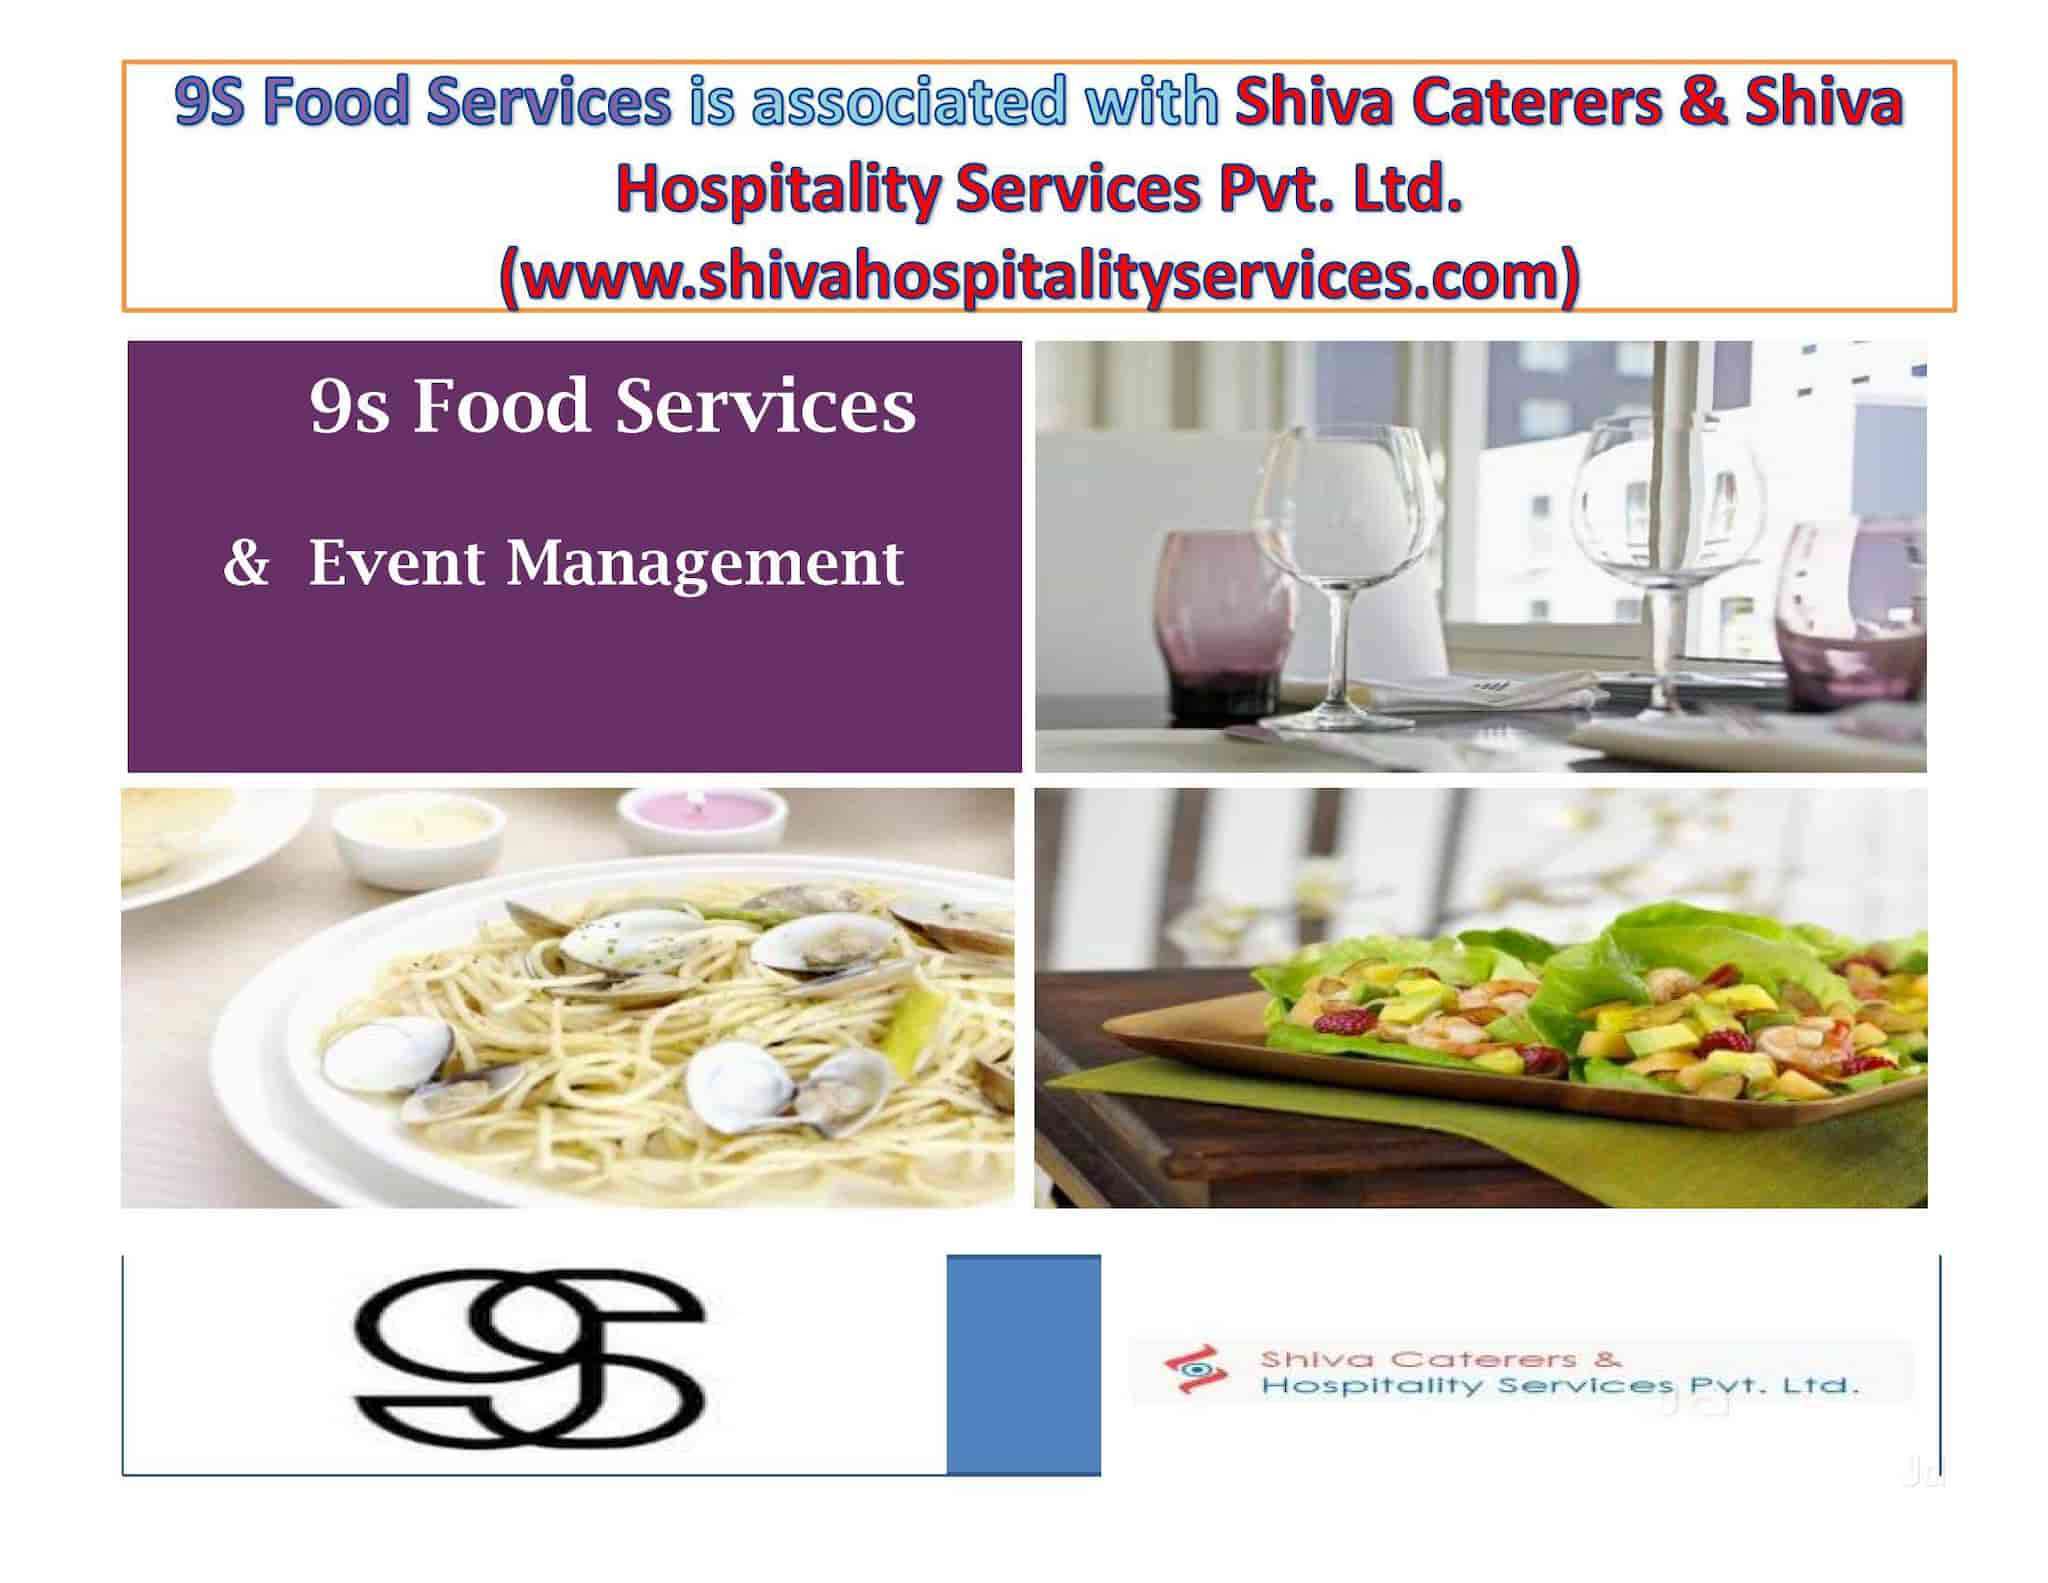 9S Food Services is associated with Shiva Caterers & Shiva
Hospitality Services Pvt. Ltd.
(www.shivahospitalityservices.com)
9s Food Services
& Event Management
9S
Shiva Caterers &
Hospitality Services Pvt. Ltd.